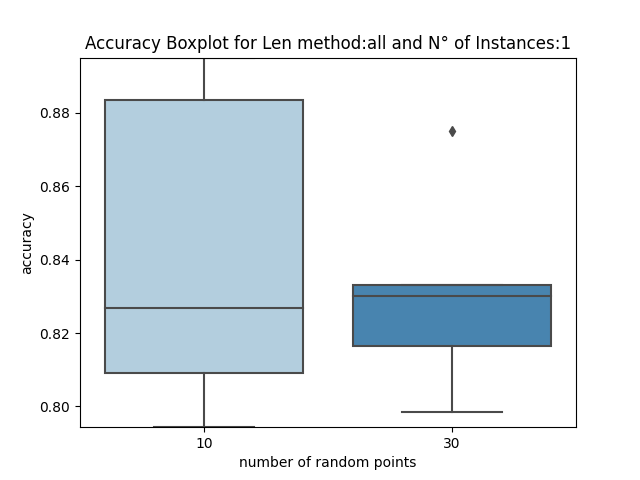 Accuracy Boxplot for Len method:all and N° of Instances:1
accuracy
0.88
0.86
0.84
0.82
0.80
10 30
number of random points